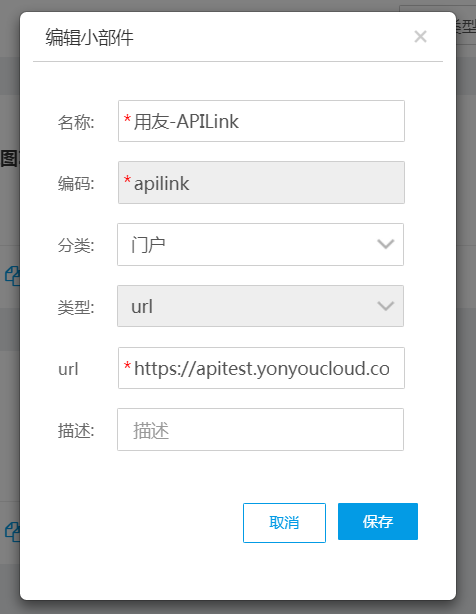 类型
编辑小部件
×
名称: *用友-APILink
图
编码: *apilink
分类: 门户
类型: url
url *https://apitest.yonyoucloud.co
描述: 描述
取消 保存